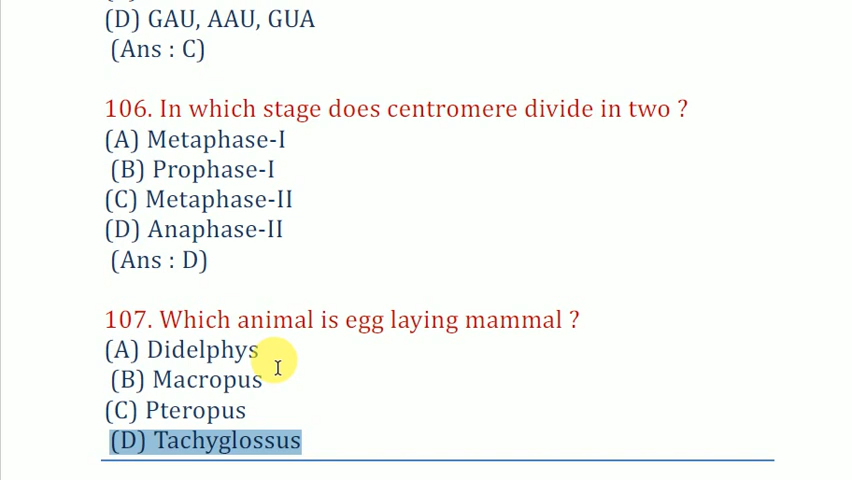 (D) GAU, AAU, GUA
(Ans : C)
106. In which stage does centromere divide in two ?
(A) Metaphase-I
(B) Prophase-I
(C) Metaphase-II
(D) Anaphase-II
(Ans : D)
107. Which animal is egg laying mammal ?
(A) Didelphys
(B) Macropus
(C) Pteropus
(D) Tachyglossus